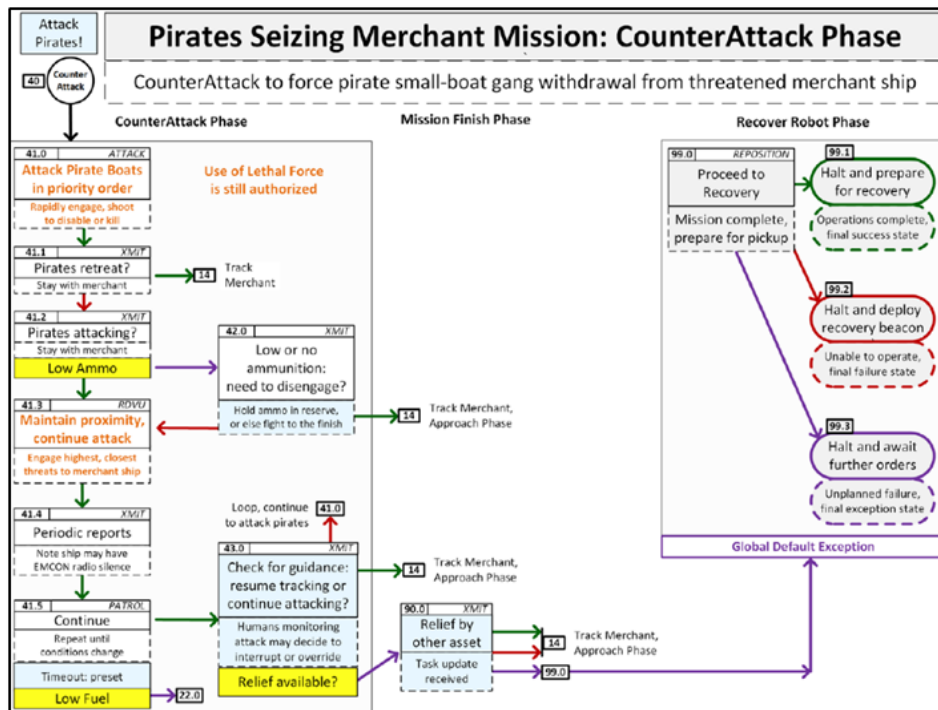 Attack
Pirates!
Pirates Seizing Merchant Mission: CounterAttack Phase
40
Counter
Attack
CounterAttack to force pirate small-boat gang withdrawal from threatened merchant ship
CounterAttack Phase
Mission Finish Phase
Recover Robot Phase
41.0
ATTACK
Attack Pirate Boats
in priority order
Rapidly engage, shoot
to disable or kill
Use of Lethal Force
is still authorized
41.1
XMIT
Pirates retreat?
Stay with merchant
14
Track
Merchant
41.2
XMIT
Pirates attacking?
Stay with merchant
Low Ammo
42.0
XMIT
Low or no
ammunition:
need to disengage?
Hold ammo in reserve,
or else fight to the finish
14
Track Merchant,
Approach Phase
41.3
RDVU
Maintain proximity,
continue attack
Engage highest, closest
threats to merchant ship
41.4
XMIT
Periodic reports
Note ship may have
EMCON radio silence
Loop, continue
to attack pirates
41.0
43.0
XMIT
Check for guidance:
resume tracking or
continue attacking?
Humans monitoring
attack may decide to
interrupt or override
Relief available?
14
Track Merchant,
Approach Phase
41.5
PATROL
Continue
Repeat until
conditions change
Timeout: preset
Low Fuel
22.0
90.0
XMIT
Relief by
other asset
Task update
received
14
Track Merchant,
Approach Phase
99.0
99.0
REPOSITION
Proceed to
Recovery
Mission complete,
prepare for pickup
99.1
Halt and prepare
for recovery
Operations complete,
final success state
99.2
Halt and deploy
recovery beacon
Unable to operate,
final failure state
99.3
Halt and await
further orders
Unplanned failure,
final exception state
Global Default Exception